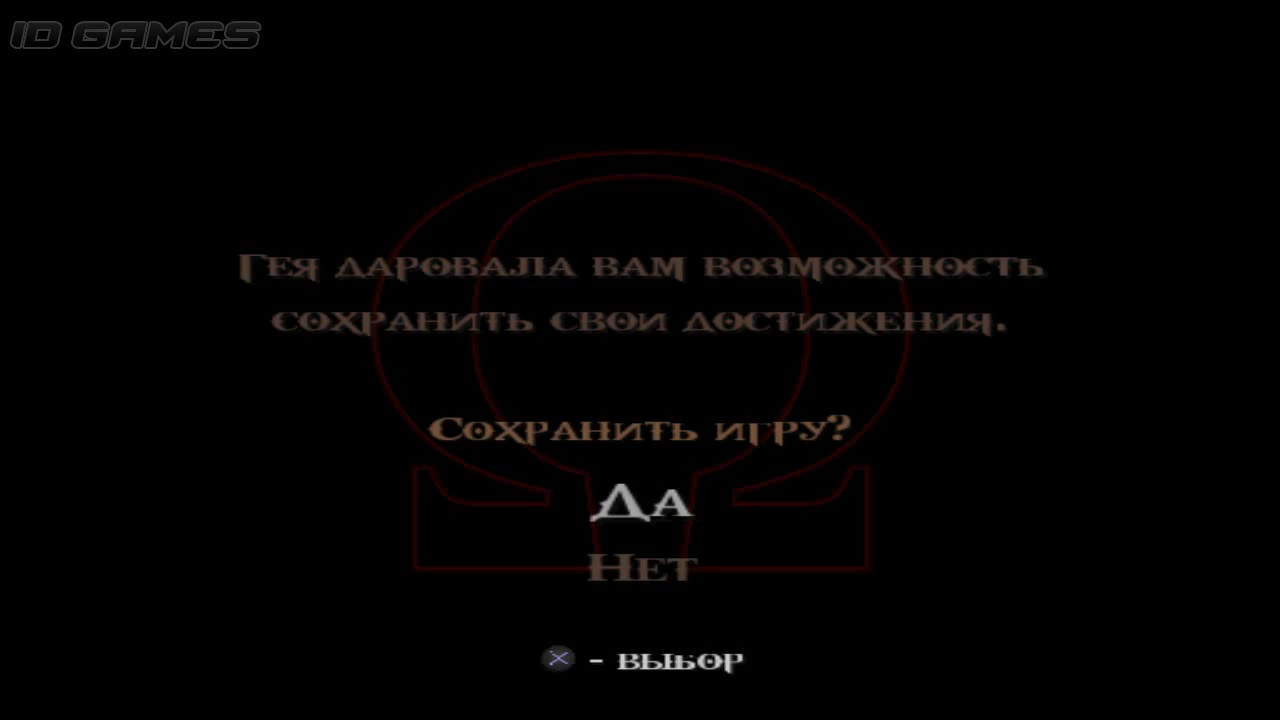 ID GAMES
Гея даровала вам возможность
сохранить свои достижения.
Сохранить игру?
Да
Нет
- выбор